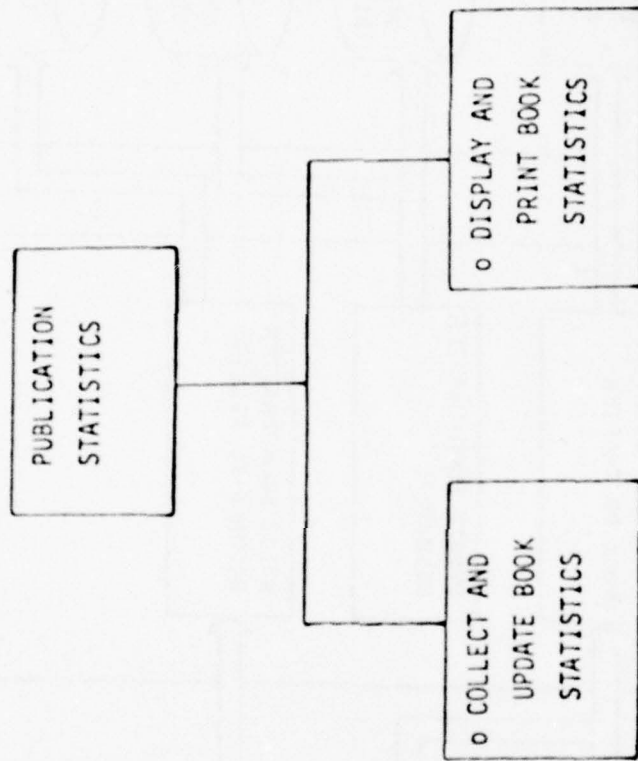 PUBLICATION
STATISTICS
o COLLECT AND
UPDATE BOOK
STATISTICS
o DISPLAY AND
PRINT BOOK
STATISTICS